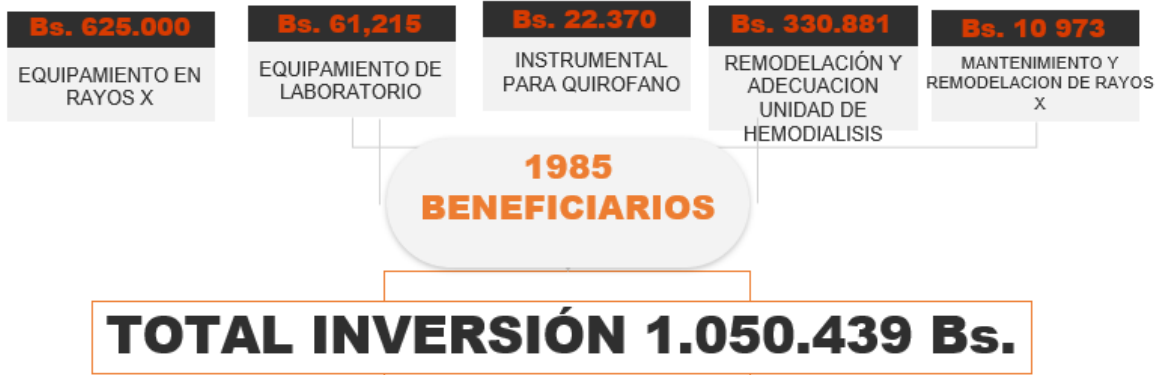 Bs. 625.000
EQUIPAMIENTO EN
RAYOS X
Bs. 61,215
EQUIPAMIENTO DE
LABORATORIO
Bs. 22.370
INSTRUMENTAL
PARA QUIROFANO
Bs. 330.881
REMODELACIÓN Y
ADECUACION
UNIDAD DE
HEMODIALISIS
Bs. 10 973
MANTENIMIENTO Y
REMODELACION DE RAYOS
X
1985
BENEFICIARIOS
TOTAL INVERSIÓN 1.050.439 Bs.